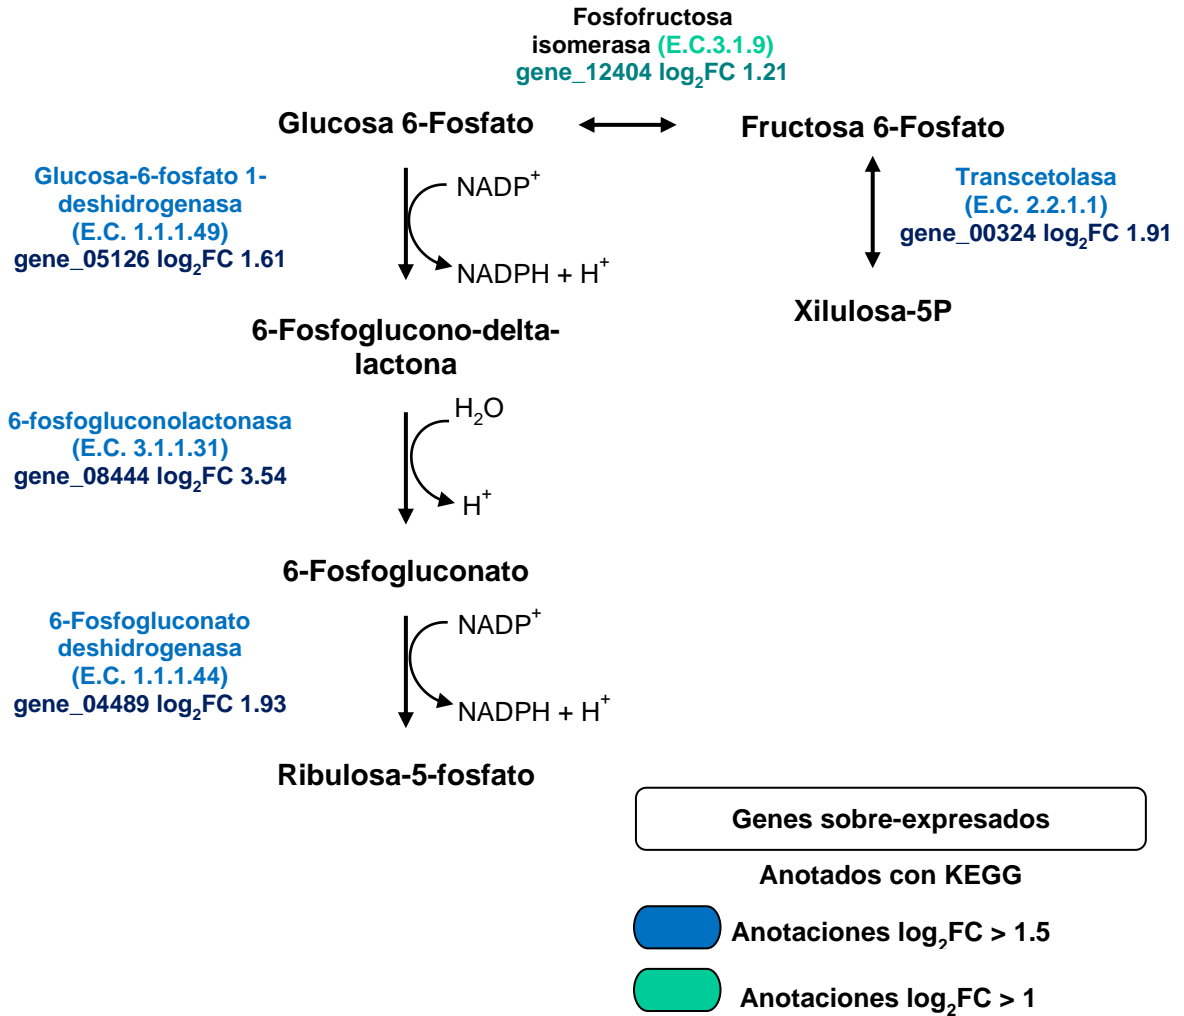 Fosfofructosa
isomerasa (E.C.3.1.9)
gene_12404 log₂FC 1.21
Glucosa 6-Fosfato
Fructosa 6-Fosfato
Glucosa-6-fosfato 1-
deshidrogenasa
(E.C. 1.1.1.49)
gene_05126 log₂FC 1.61
NADP⁺
NADPH + H⁺
Transcetolasa
(E.C. 2.2.1.1)
gene_00324 log₂FC 1.91
Xilulosa-5P
6-Fosfoglucono-delta-
lactona
6-fosfogluconolactonasa
(E.C. 3.1.1.31)
gene_08444 log₂FC 3.54
H₂O
H⁺
6-Fosfogluconato
6-Fosfogluconato
deshidrogenasa
(E.C. 1.1.1.44)
gene_04489 log₂FC 1.93
NADP⁺
NADPH + H⁺
Ribulosa-5-fosfato
Genes sobre-expresados
Anotados con KEGG
Anotaciones log₂FC > 1.5
Anotaciones log₂FC > 1